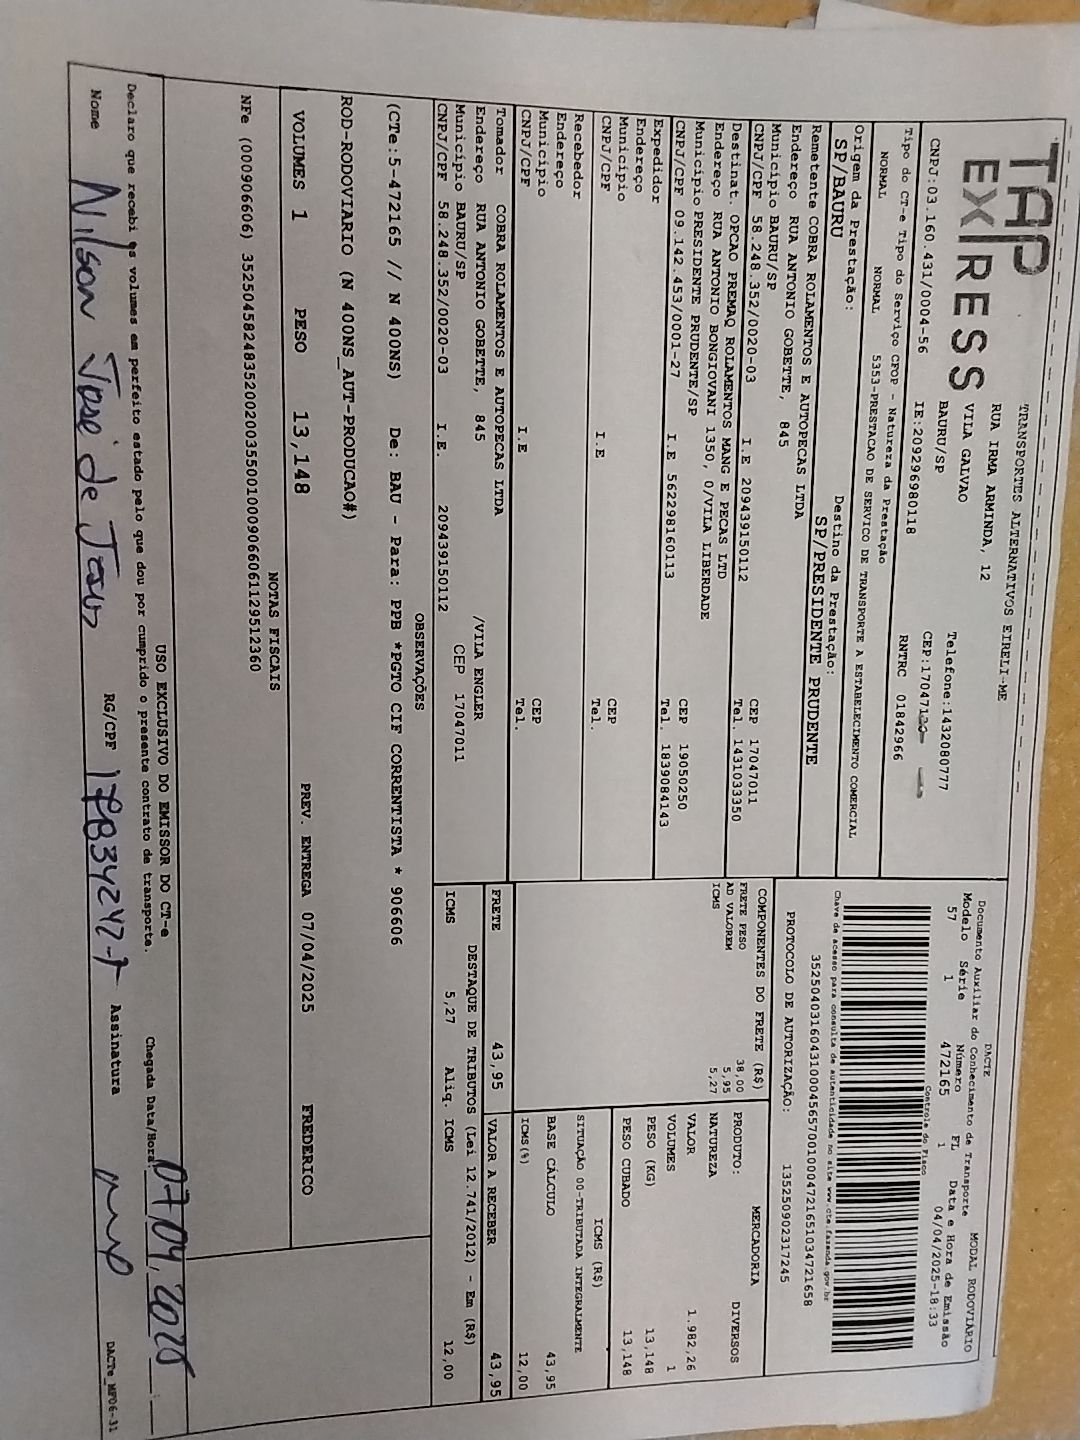 TAP
EXPRESS
TRANSPORTES ALTERNATIVOS EIRELI-ME
RUA IRMA ARMINDA, 12
VILA GALVAO
BAURU/SP
Telefone:1432080777
CEP:17047
CNPJ:03.160.431/0004-56 IE:209296980118 RNTRC 01842966
Tipo do CT-e Tipo do Serviço CFOP - Natureza da Prestação
NORMAL NORMAL 5353-PRESTACAO DE SERVICO DE TRANSPORTE A ESTABELECIMENTO COMERCIAL
Origem da Prestação: Destino da Prestação:
SP/BAURU SP/PRESIDENTE PRUDENTE
DACTE
Documento Auxiliar do Conhecimento de Transporte MODAL RODOVIÁRIO
Modelo Série Número FL Data e Hora de Emissão
57 1 472165 1 04/04/2025-18:33
Controle do Fisco
Chave de acesso para consulta de autenticidade no site www.cte.fazenda.gov.br
35250403160431000456570010004721651034721658
PROTOCOLO DE AUTORIZAÇÃO: 135250902317245
Remetente COBRA ROLAMENTOS E AUTOPECAS LTDA
Endereço RUA ANTONIO GOBETTE, 845
Município BAURU/SP CEP 17047011
CNPJ/CPF 58.248.352/0020-03 I.E 209439150112 Tel. 1431033350
Destinat. OPCAO PREMAQ ROLAMENTOS MANG E PECAS LTD
Endereço RUA ANTONIO BONGIOVANI 1350, 0/VILA LIBERDADE
Município PRESIDENTE PRUDENTE/SP CEP 19050250
CNPJ/CPF 09.142.453/0001-27 I.E 562298160113 Tel. 1839084143
Expedidor
Endereço
Município CEP
CNPJ/CPF I.E Tel.
Recebedor
Endereço
Município CEP
CNPJ/CPF I.E Tel.
Tomador COBRA ROLAMENTOS E AUTOPECAS LTDA
Endereço RUA ANTONIO GOBETTE, 845 /VILA ENGLER
Município BAURU/SP CEP 17047011
CNPJ/CPF 58.248.352/0020-03 I.E. 209439150112
COMPONENTES DO FRETE (R$)
FRETE PESO 38,00
AD VALOREM 5,95
ICMS 5,27
PRODUTO: MERCADORIA
NATUREZA DIVERSOS
VALOR 1.982,26
VOLUMES 1
PESO (KG) 13,148
PESO CUBADO 13,148
ICMS (R$)
SITUAÇÃO 00-TRIBUTADA INTEGRALMENTE
BASE CÁLCULO 43,95
ICMS(%) 12,00
FRETE 43,95 VALOR A RECEBER 43,95
DESTAQUE DE TRIBUTOS (Lei 12.741/2012) - Em (R$)
ICMS 5,27 Aliq. ICMS 12,00
OBSERVAÇÕES
(CTe:5-472165 // N 400NS) De: BAU - Para: PPB *PGTO CIF CORRENTISTA * 906606
ROD-RODOVIARIO (N 400NS_AUT-PRODUCAO#)
VOLUMES 1 PESO 13,148 PREV. ENTREGA 07/04/2025 FREDERICO
NOTAS FISCAIS
NFe (000906606) 35250458248352002003550010009066061129512360
USO EXCLUSIVO DO EMISSOR DO CT-e
Declaro que recebi os volumes em perfeito estado pelo que dou por cumprido o presente contrato de transporte.
Chegada Data/Hora: 07/04, 2025
Nome Nilson José de Jesus RG/CPF Assinatura
DACTe_MF06-31